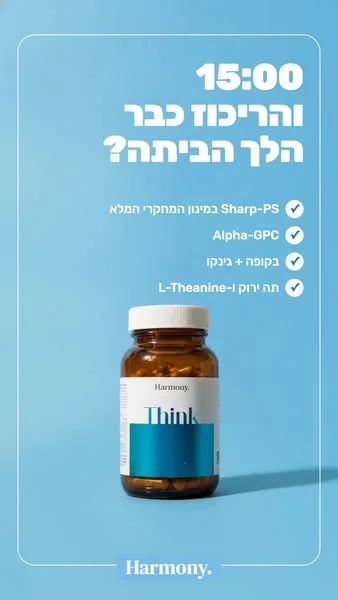 15:00
והריכוז כבר
הלך הביתה?
Sharp-PS במינון המחקרי המלא
Alpha-GPC
בקופה + גינקו
תה ירוק ו-L-Theanine
Harmony.
Think
Harmony.